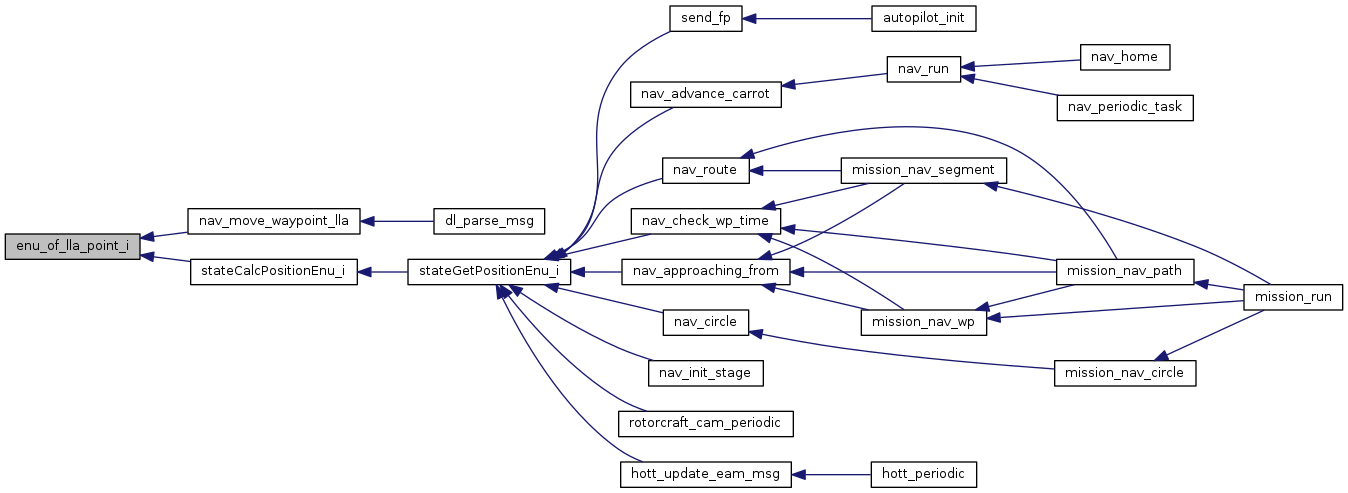 enu_of_lla_point_i
nav_move_waypoint_lla
dl_parse_msg
stateCalcPositionEnu_i
stateGetPositionEnu_i
send_fp
autopilot_init
nav_advance_carrot
nav_run
nav_home
nav_periodic_task
nav_route
mission_nav_segment
nav_check_wp_time
nav_approaching_from
mission_nav_path
mission_run
nav_circle
mission_nav_wp
nav_init_stage
mission_nav_circle
rotorcraft_cam_periodic
hott_update_eam_msg
hott_periodic